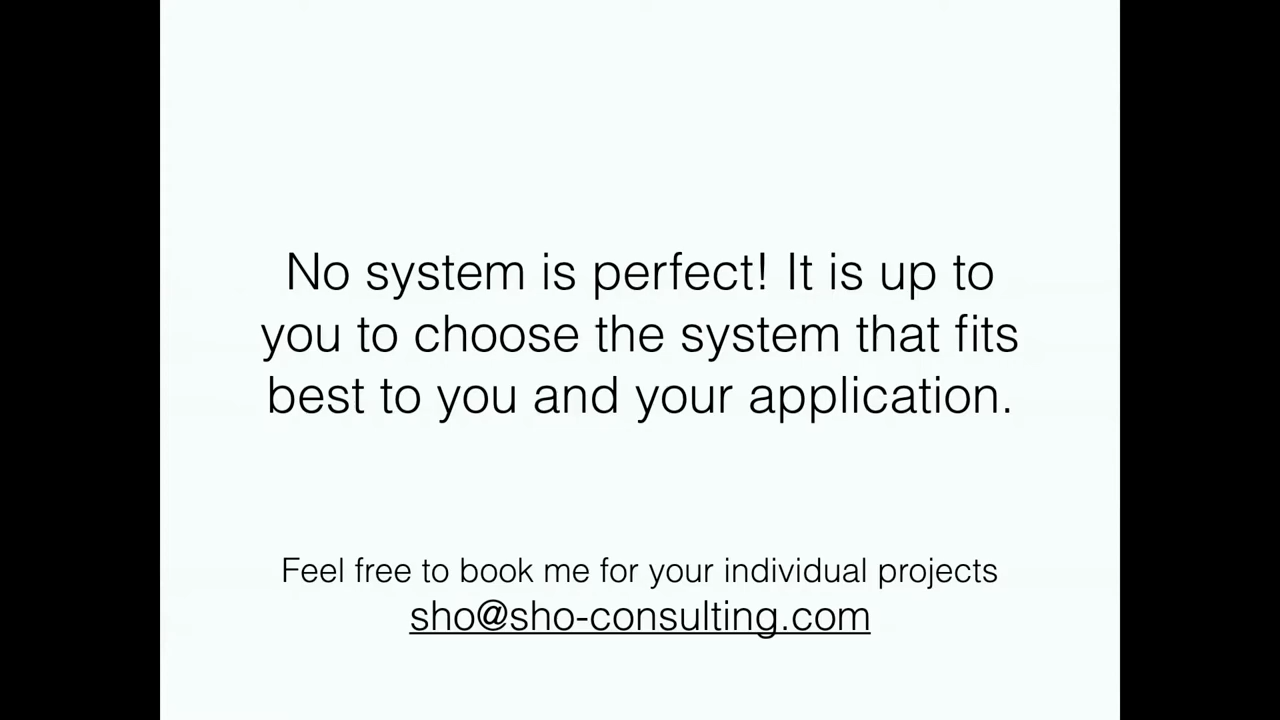 No system is perfect! It is up to
you to choose the system that fits
best to you and your application.
Feel free to book me for your individual projects
sho@sho-consulting.com